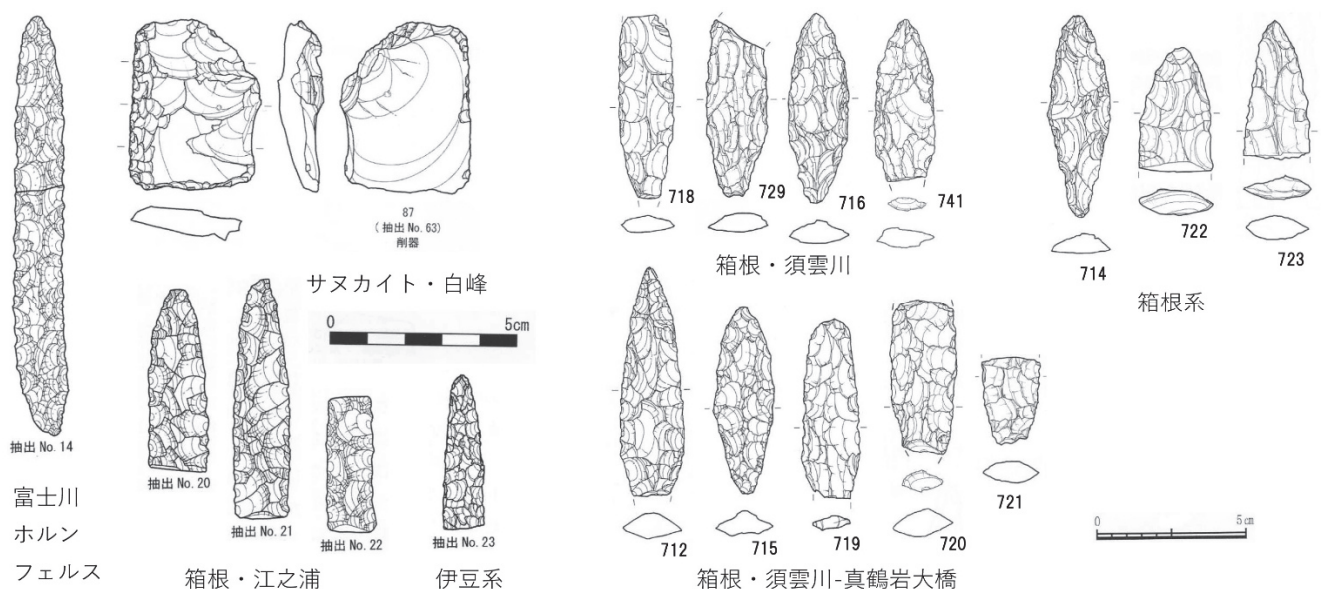 抽出 No. 14
富士川
ホルン
フェルス
87
(抽出 No. 63)
削器
サヌカイト・白峰
0 5cm
抽出 No. 20
抽出 No. 21
抽出 No. 22
抽出 No. 23
箱根・江之浦
伊豆系
718
729
716
741
箱根・須雲川
714
722
723
箱根系
712
715
719
720
721
箱根・須雲川-真鶴岩大橋
0 5cm